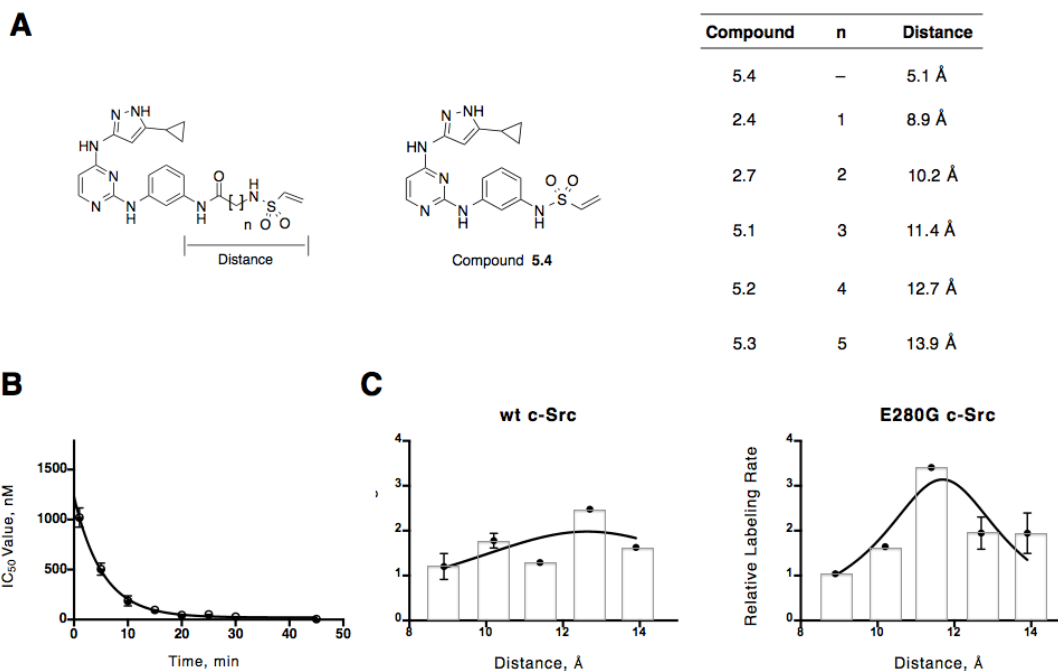 A
N NH
HN
N
N
N
H
O
N
H
n
H
N
S
O O
Distance
N NH
HN
N
N
N
H
N
H
O O
S
Compound 5.4
Compound n Distance
5.4 – 5.1 Å
2.4 1 8.9 Å
2.7 2 10.2 Å
5.1 3 11.4 Å
5.2 4 12.7 Å
5.3 5 13.9 Å
B
IC50 Value, nM
1500
1000
500
0
0 10 20 30 40 50
Time, min
C
wt c-Src
4
3
2
1
0
8 10 12 14
Distance, Å
E280G c-Src
Relative Labeling Rate
4
3
2
1
0
8 10 12 14
Distance, Å